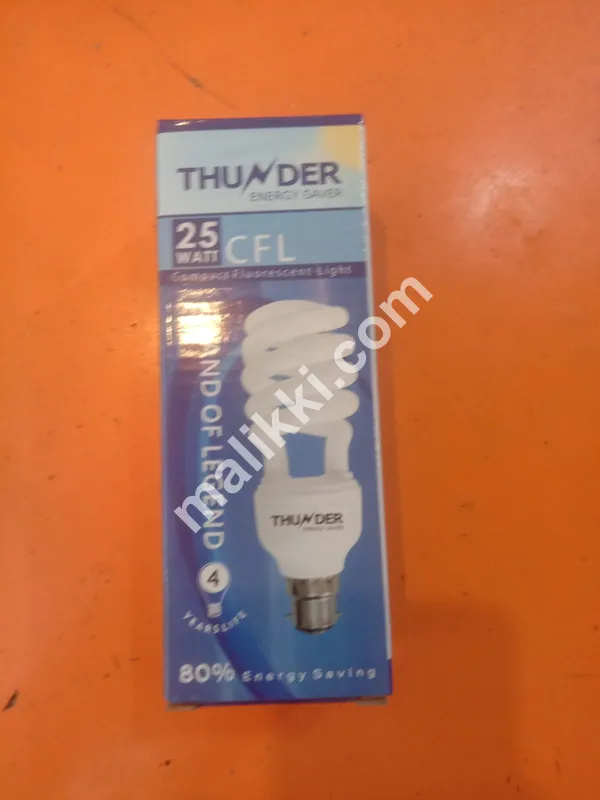 THUNDER
ENERGY SAVER
25
WATT
CFL
Compact Fluorescent Light
AND OF LEGEND
malikki.com
THUNDER
ENERGY SAVER
4
YEARS LIFE
80% Energy Saving